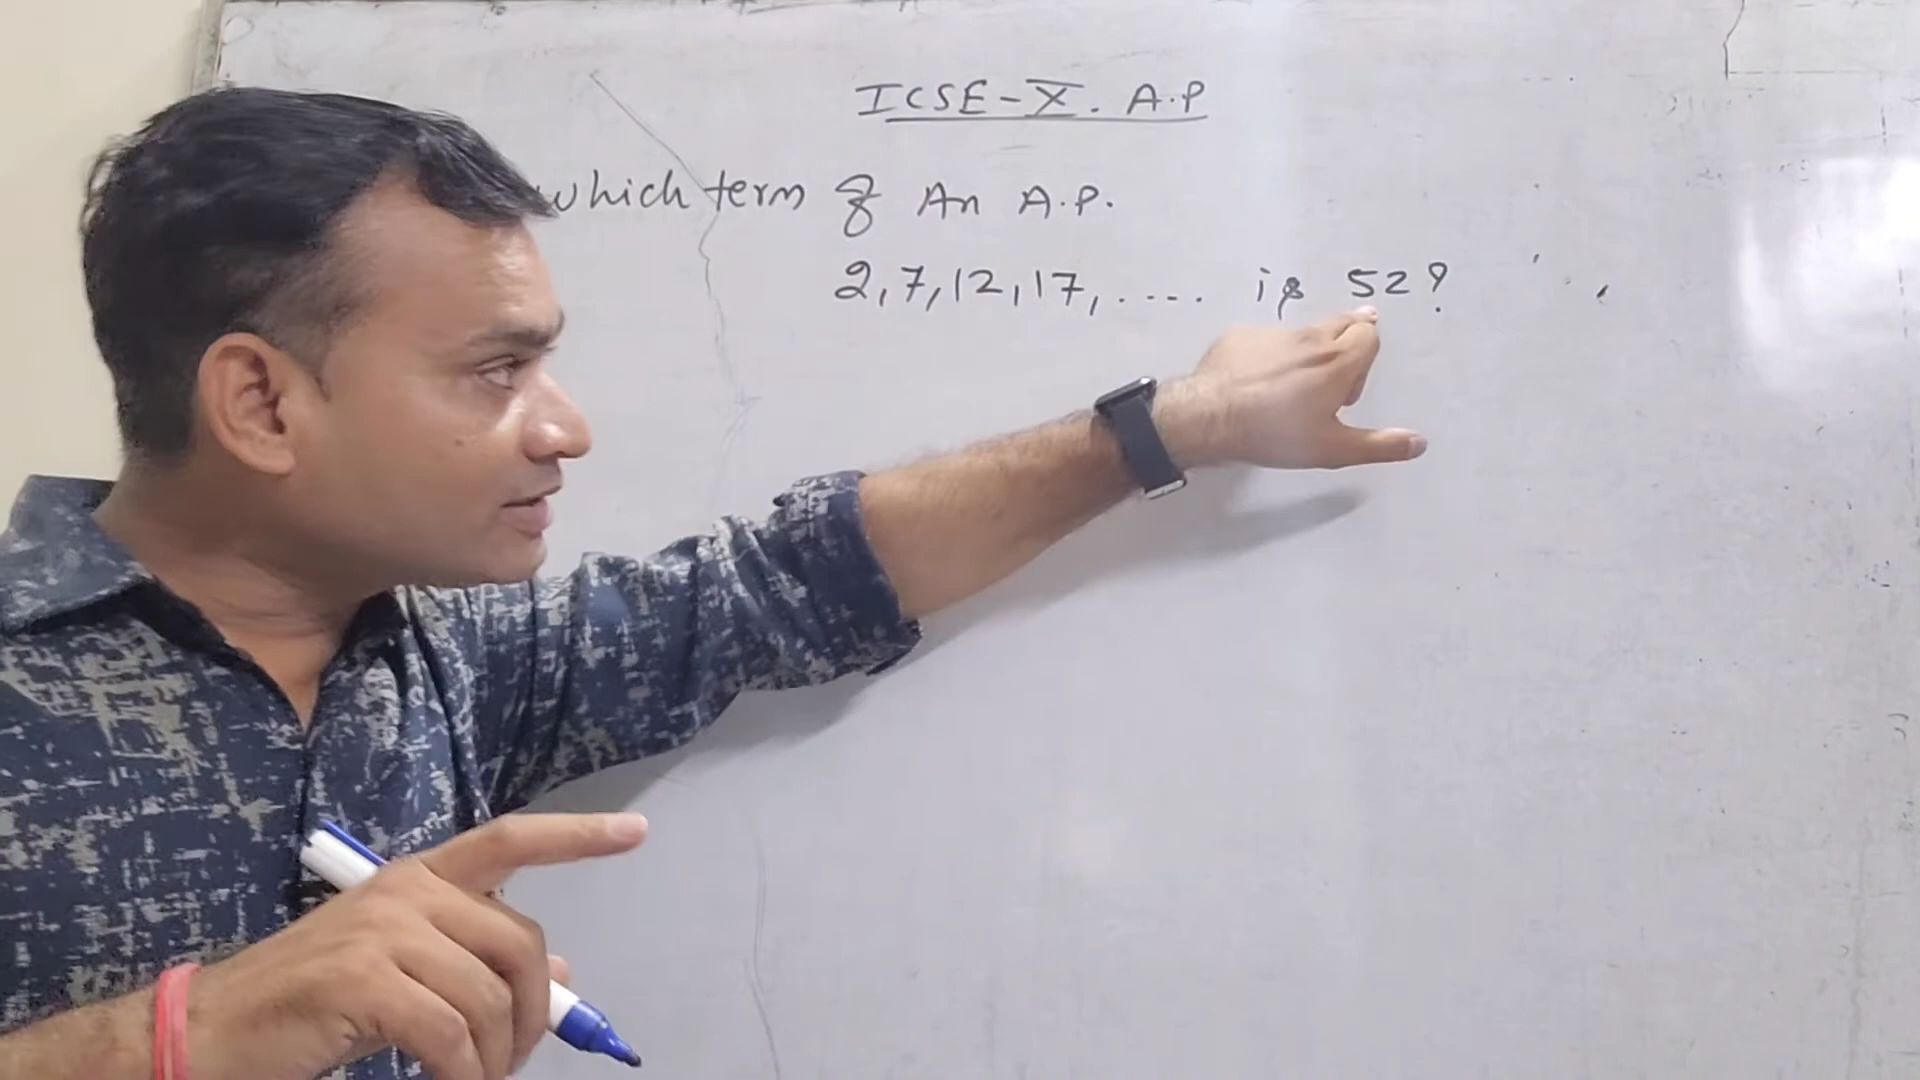 ICSE-X. A.P
which term of An A.P.
2,7,12,17,.... is 52?